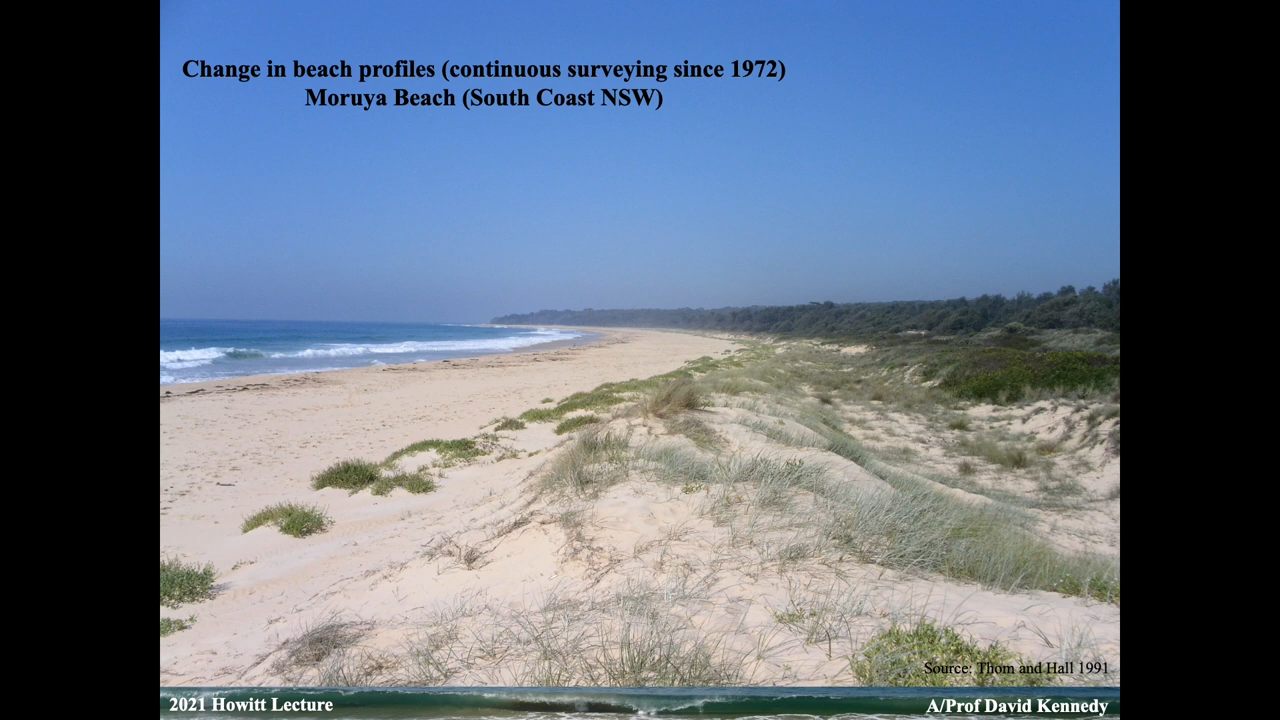 Change in beach profiles (continuous surveying since 1972)
Moruya Beach (South Coast NSW)
Source: Thom and Hall 1991
2021 Howitt Lecture
A/Prof David Kennedy